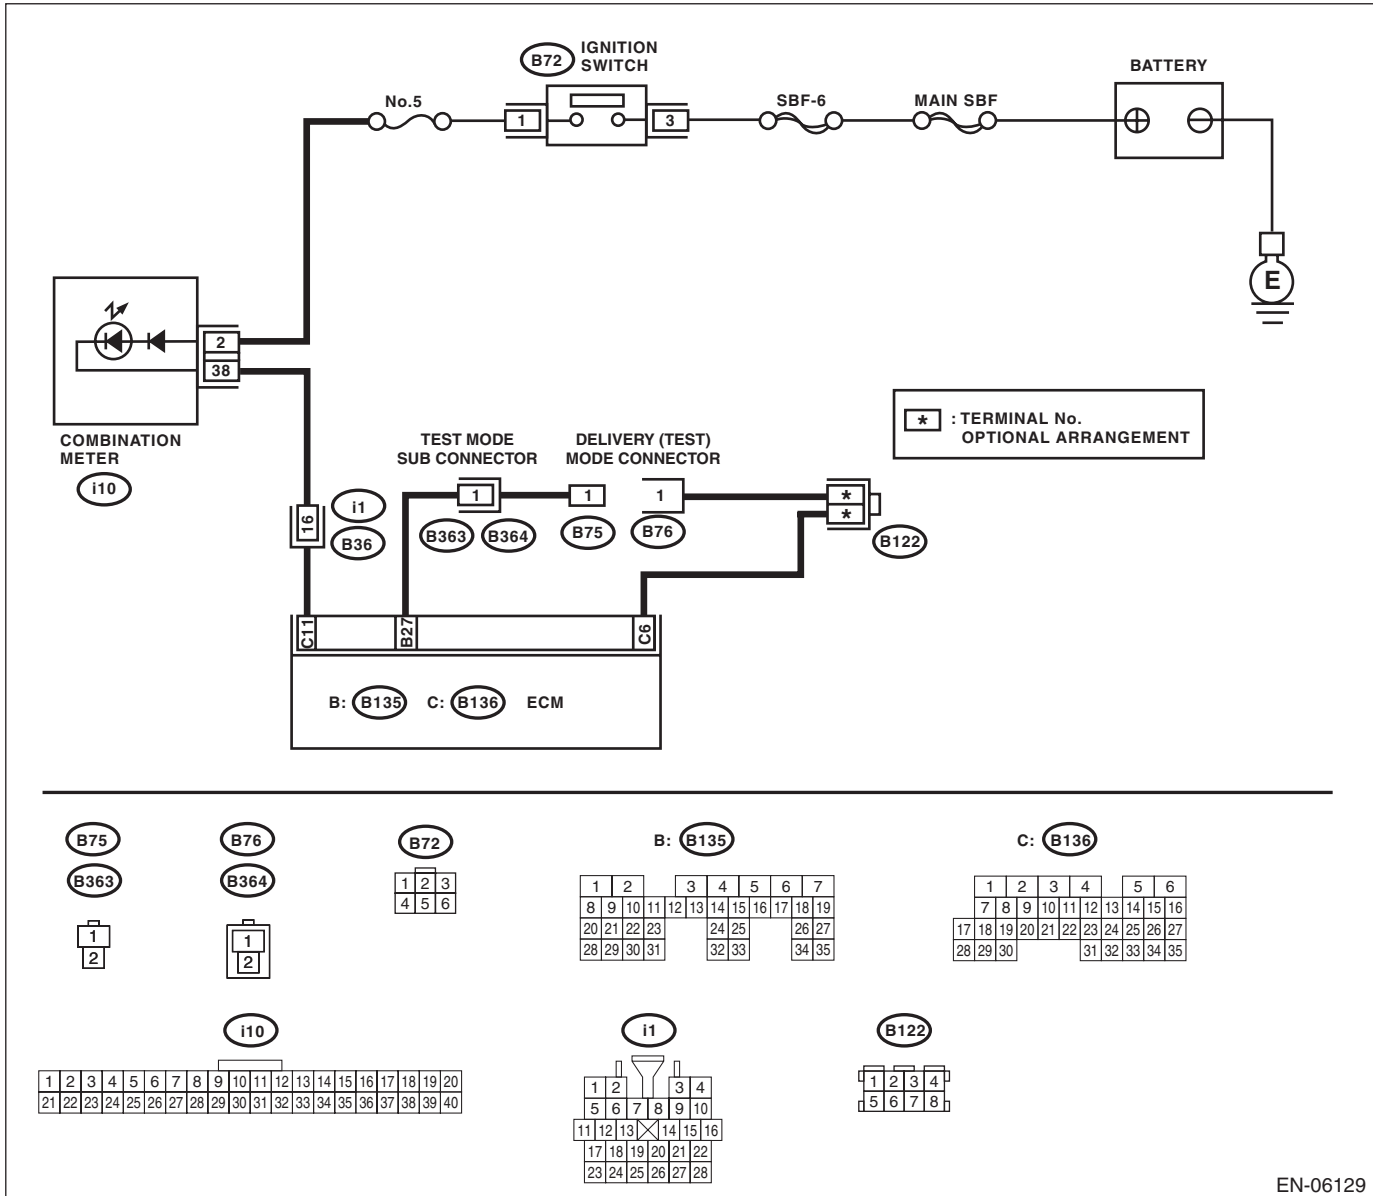 B72 IGNITION
SWITCH
BATTERY
No.5
SBF-6
MAIN SBF
1
3
E
2
38
* : TERMINAL No.
OPTIONAL ARRANGEMENT
COMBINATION
METER
i10
TEST MODE
SUB CONNECTOR
DELIVERY (TEST)
MODE CONNECTOR
16
i1
B36
1
1
1
*
*
B363
B364
B75
B76
B122
C11
B27
C6
B: B135 C: B136 ECM
B75
B363
1
2
B76
B364
1
2
B72
1 2 3
4 5 6
B: B135
1 2 3 4 5 6 7
8 9 10 11 12 13 14 15 16 17 18 19
20 21 22 23 24 25 26 27
28 29 30 31 32 33 34 35
C: B136
1 2 3 4 5 6
7 8 9 10 11 12 13 14 15 16
17 18 19 20 21 22 23 24 25 26 27
28 29 30 31 32 33 34 35
i10
1 2 3 4 5 6 7 8 9 10 11 12 13 14 15 16 17 18 19 20
21 22 23 24 25 26 27 28 29 30 31 32 33 34 35 36 37 38 39 40
i1
1 2 3 4
5 6 7 8 9 10
11 12 13 14 15 16
17 18 19 20 21 22
23 24 25 26 27 28
B122
1 2 3 4
5 6 7 8
EN-06129